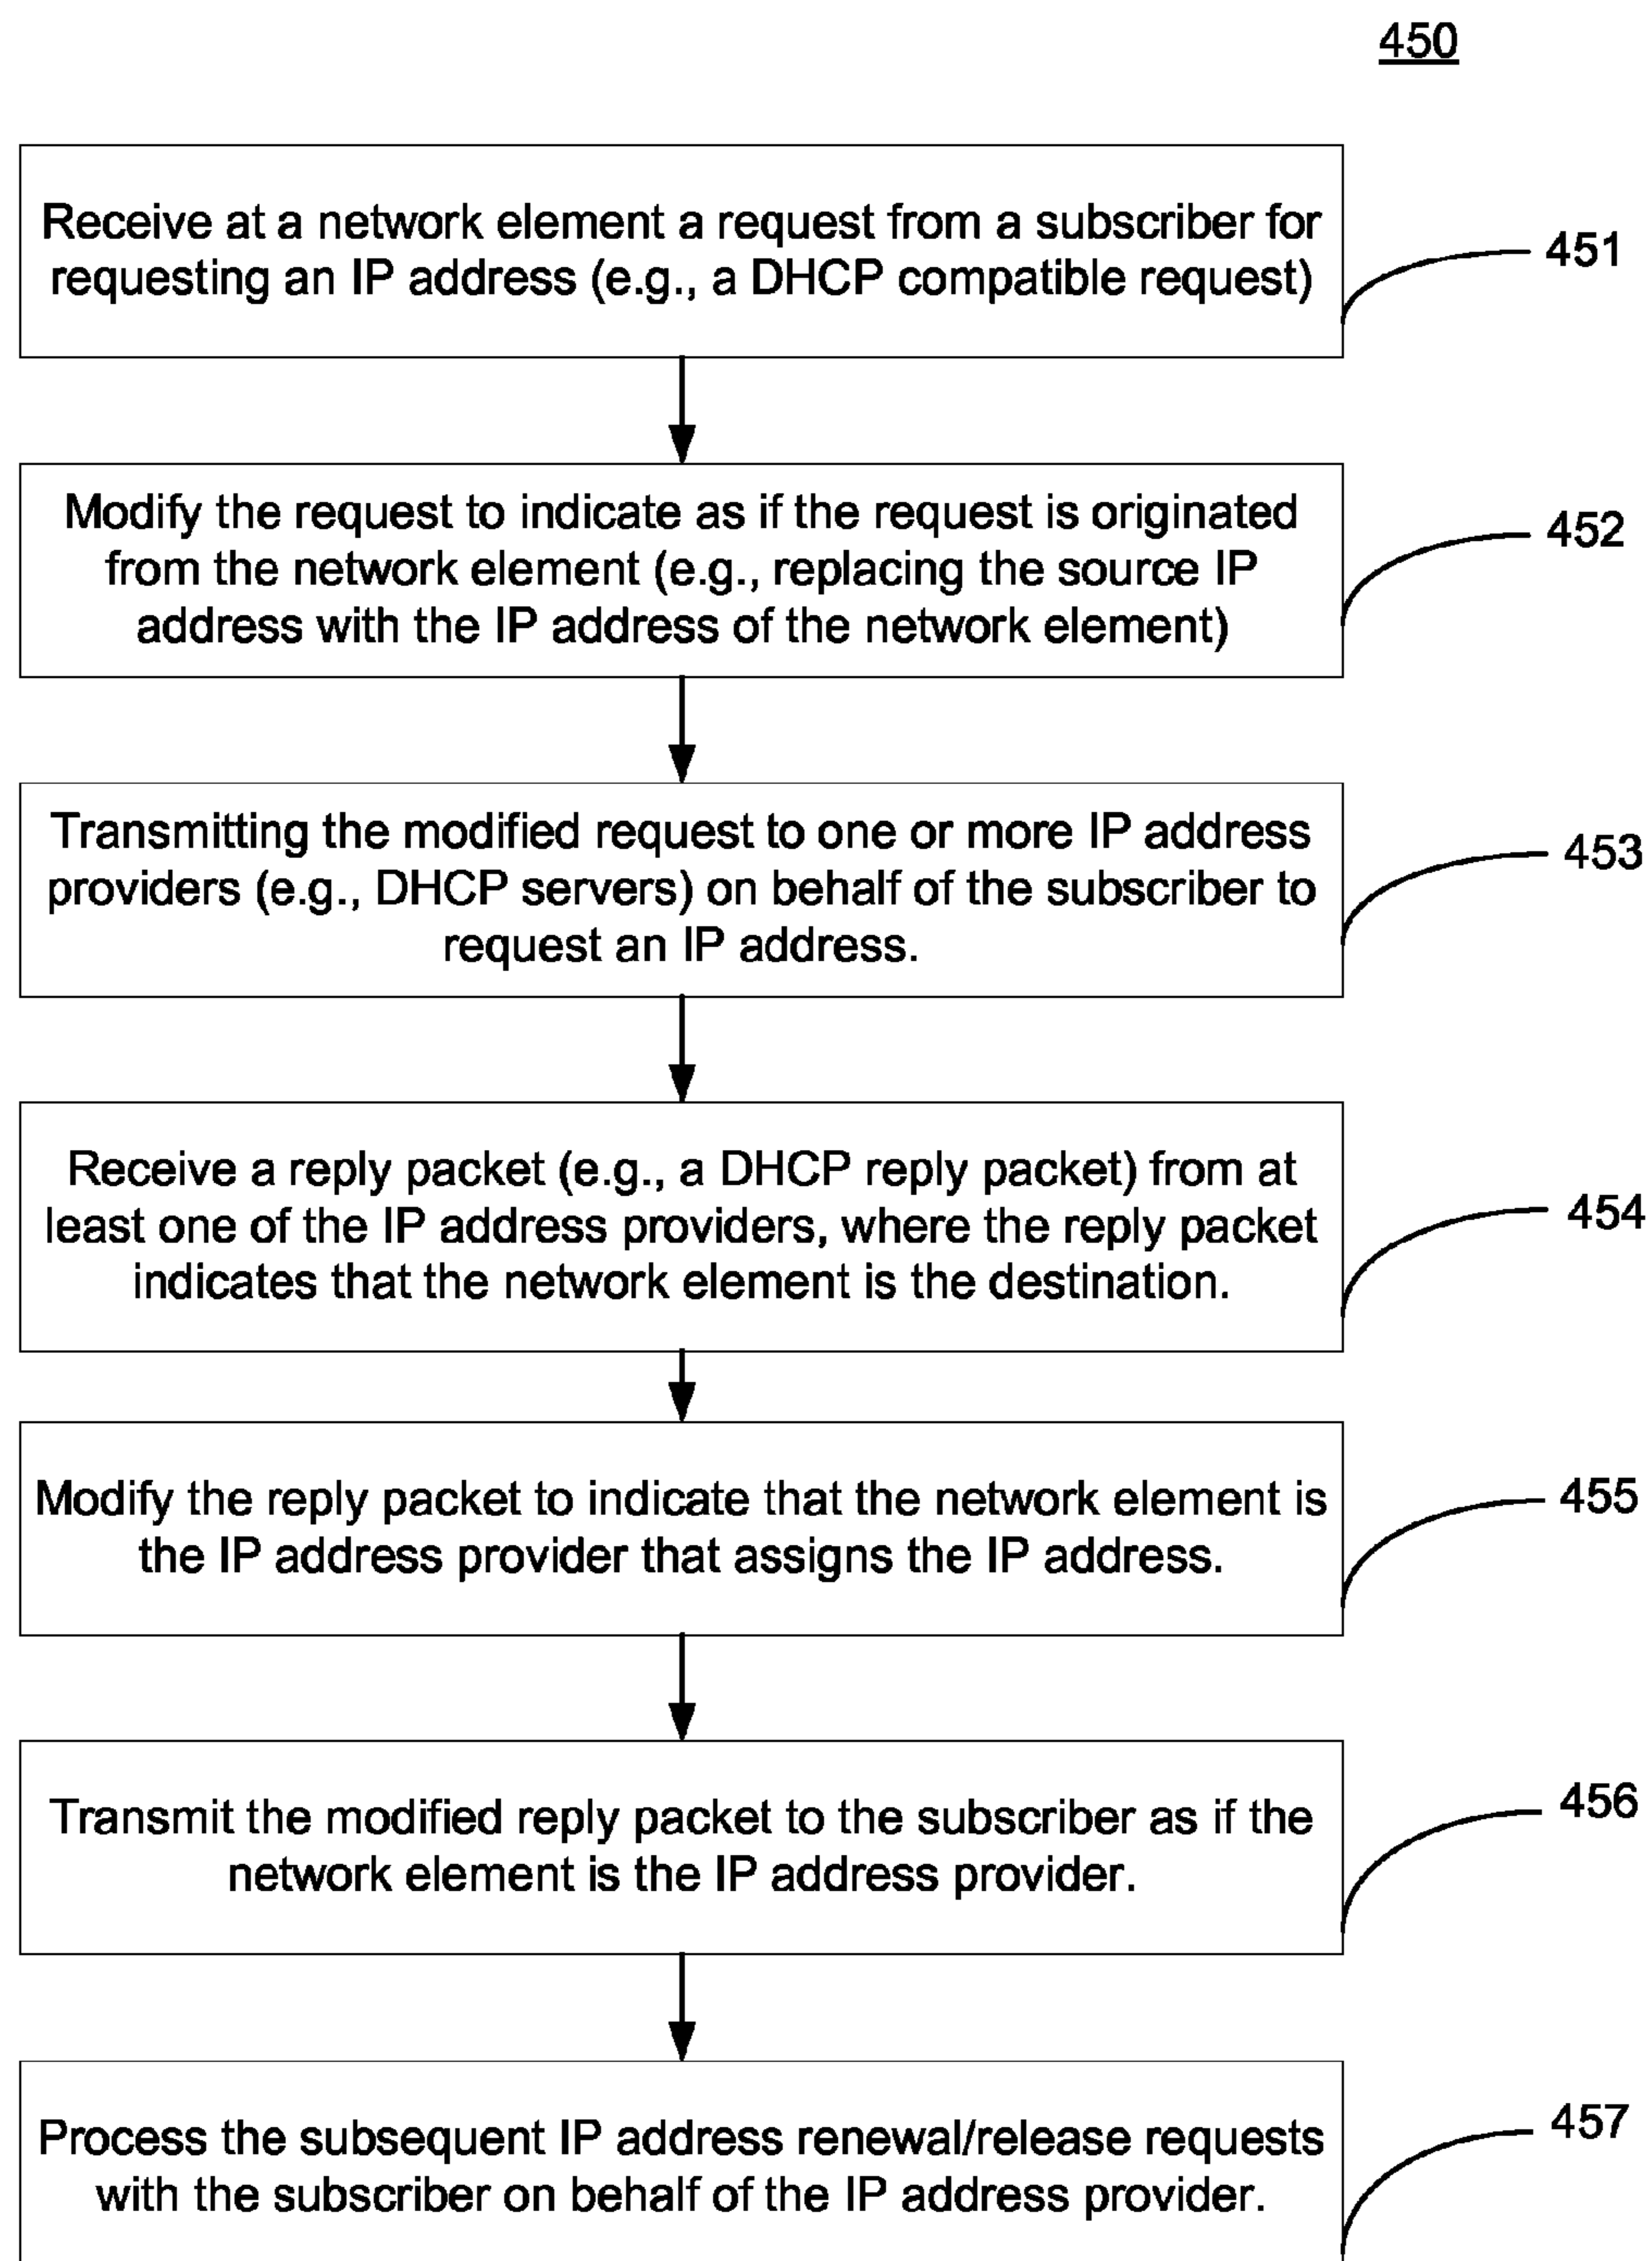 450
Receive at a network element a request from a subscriber for
requesting an IP address (e.g., a DHCP compatible request)
451
Modify the request to indicate as if the request is originated
from the network element (e.g., replacing the source IP
address with the IP address of the network element)
452
Transmitting the modified request to one or more IP address
providers (e.g., DHCP servers) on behalf of the subscriber to
request an IP address.
453
Receive a reply packet (e.g., a DHCP reply packet) from at
least one of the IP address providers, where the reply packet
indicates that the network element is the destination.
454
Modify the reply packet to indicate that the network element is
the IP address provider that assigns the IP address.
455
Transmit the modified reply packet to the subscriber as if the
network element is the IP address provider.
456
Process the subsequent IP address renewal/release requests
with the subscriber on behalf of the IP address provider.
457